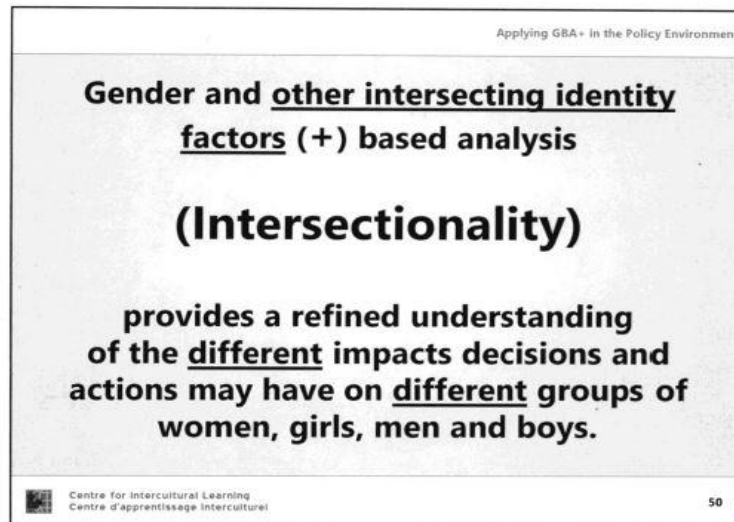 Applying GBA+ in the Policy Environmen
Gender and other intersecting identity
factors (+) based analysis
(Intersectionality)
provides a refined understanding
of the different impacts decisions and
actions may have on different groups of
women, girls, men and boys.
Centre for Intercultural Learning
Centre d'apprentissage interculturel
50